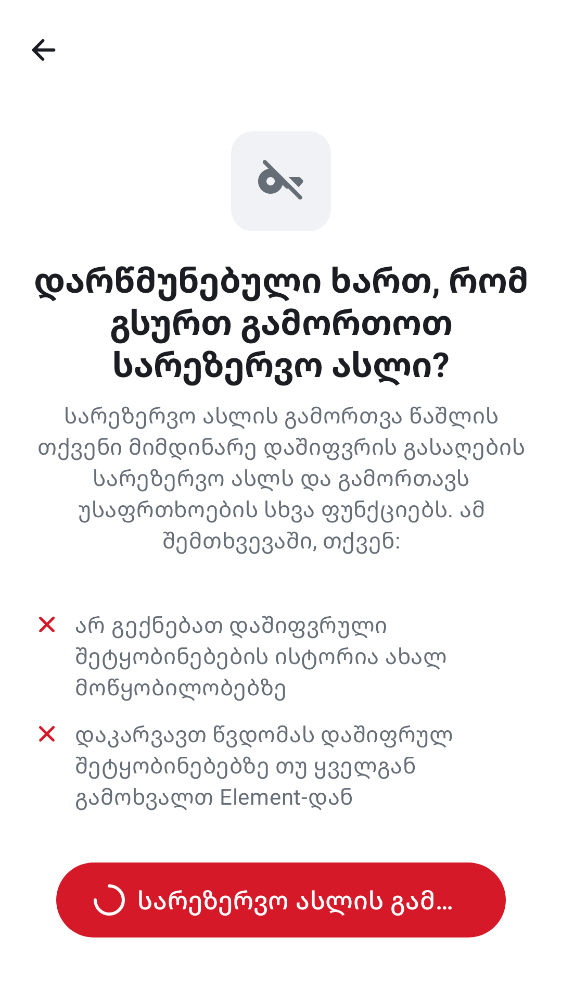 დარწმუნებული ხართ, რომ
გსურთ გამორთოთ
სარეზერვო ასლი?
სარეზერვო ასლის გამორთვა წაშლის
თქვენი მიმდინარე დაშიფვრის გასაღების
სარეზერვო ასლს და გამორთავს
უსაფრთხოების სხვა ფუნქციებს. ამ
შემთხვევაში, თქვენ:
არ გექნებათ დაშიფვრული
შეტყობინებების ისტორია ახალ
მოწყობილობებზე
დაკარვავთ წვდომას დაშიფრულ
შეტყობინებებზე თუ ყველგან
გამოხვალთ Element-დან
სარეზერვო ასლის გამ...